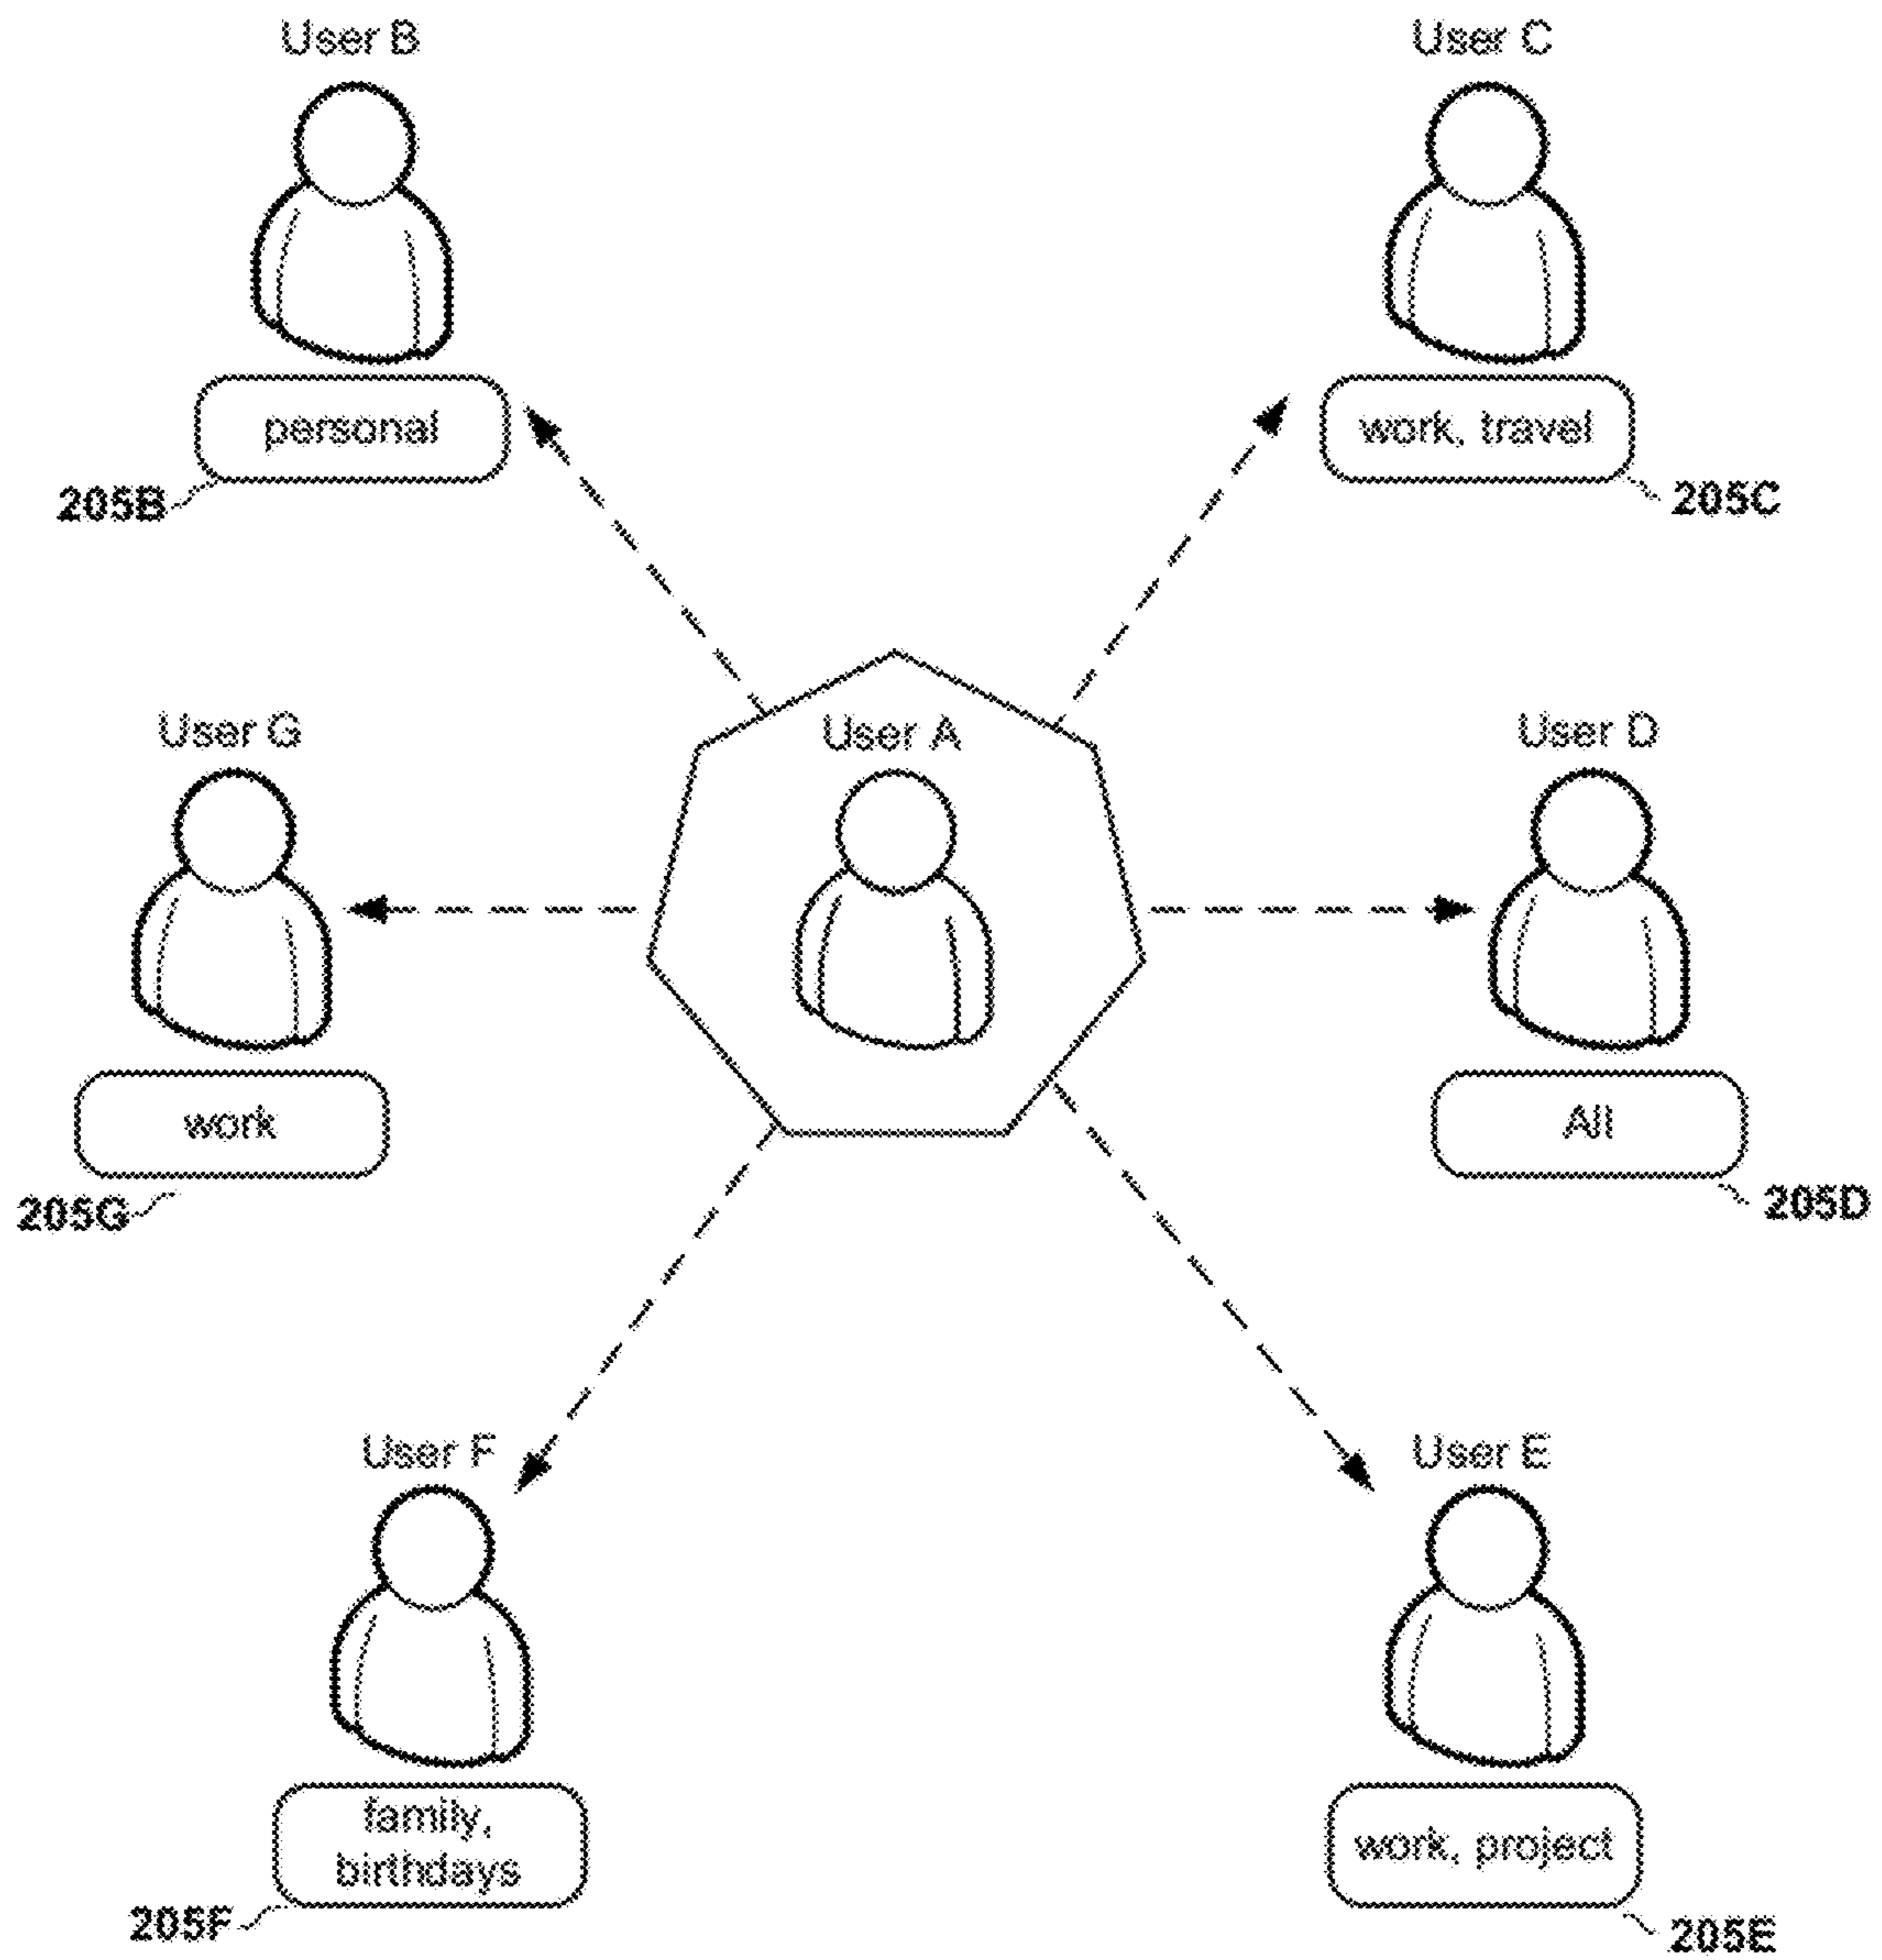 User B
User C
personal
work, travel
205B
205C
User G
User A
User D
work
All
205G
205D
User F
User E
family,
birthdays
work, project
205F
205E